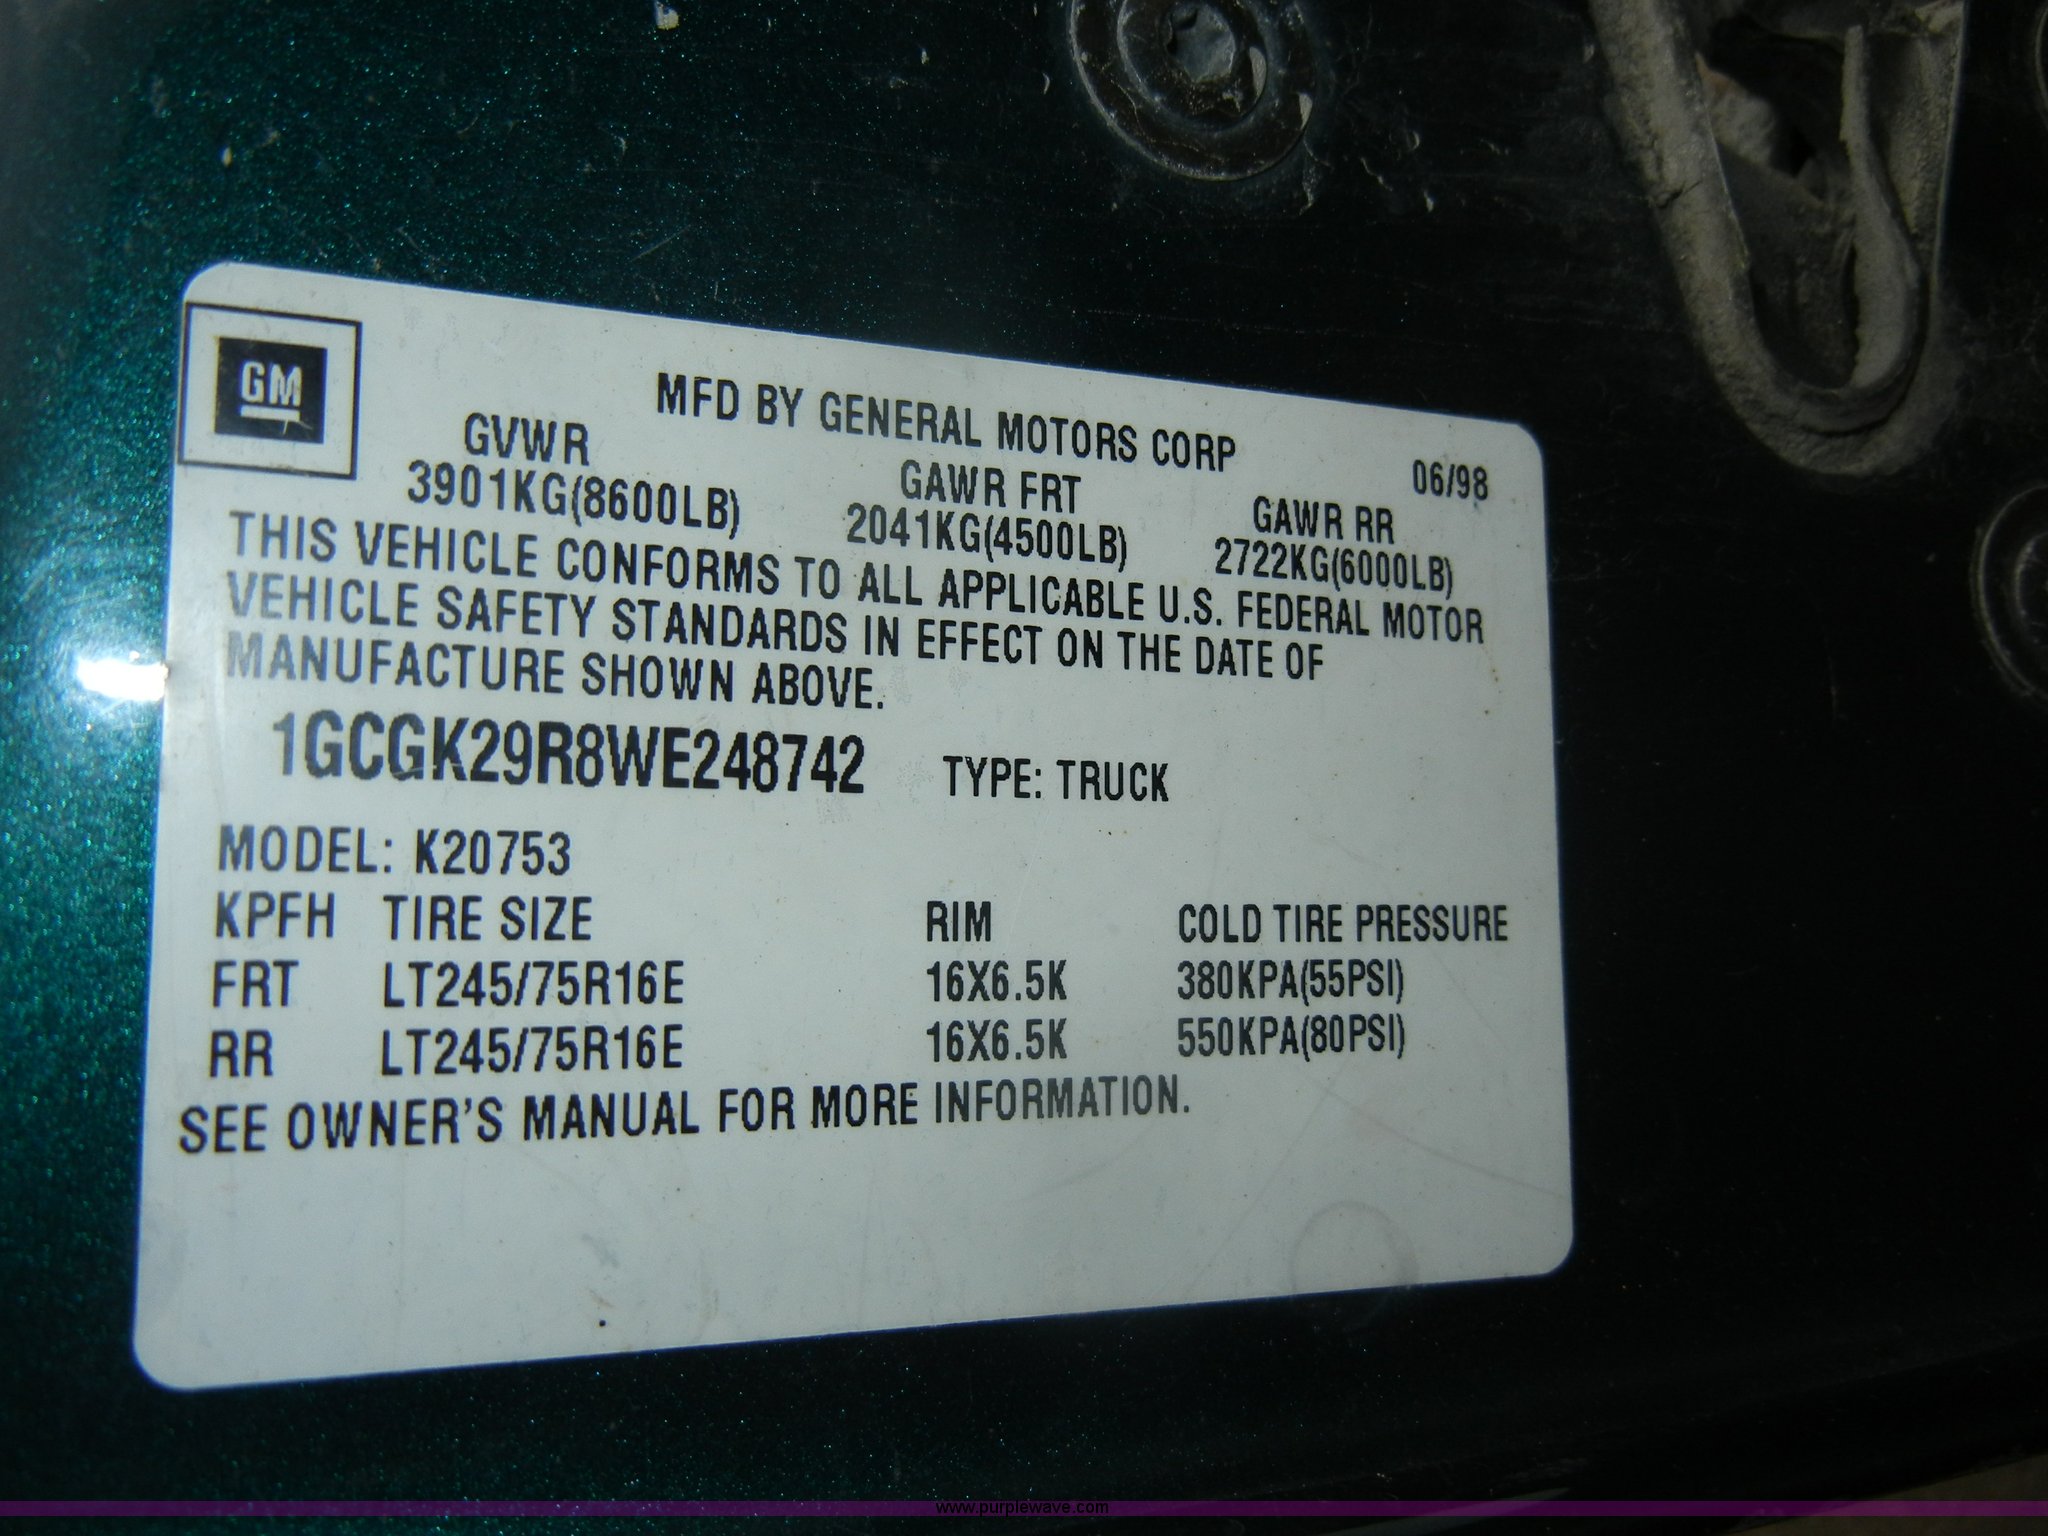 GM
MFD BY GENERAL MOTORS CORP
06/98
GVWR GAWR FRT GAWR RR
3901KG(8600LB) 2041KG(4500LB) 2722KG(6000LB)
THIS VEHICLE CONFORMS TO ALL APPLICABLE U.S. FEDERAL MOTOR
VEHICLE SAFETY STANDARDS IN EFFECT ON THE DATE OF
MANUFACTURE SHOWN ABOVE.
1GCGK29R8WE248742 TYPE: TRUCK
MODEL: K20753
KPFH TIRE SIZE RIM COLD TIRE PRESSURE
FRT LT245/75R16E 16X6.5K 380KPA(55PSI)
RR LT245/75R16E 16X6.5K 550KPA(80PSI)
SEE OWNER'S MANUAL FOR MORE INFORMATION.
www.purplewave.com